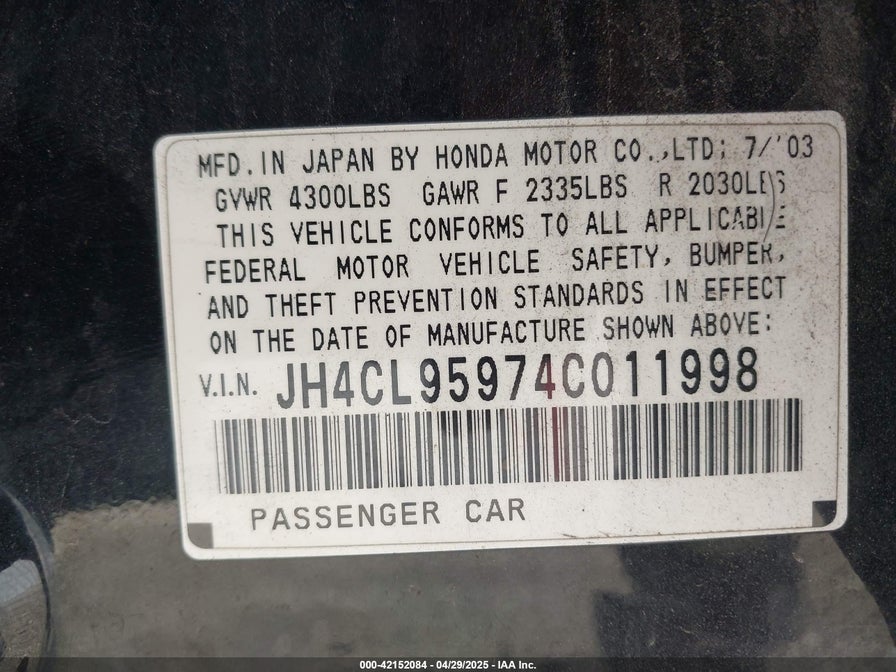 MFD. IN JAPAN BY HONDA MOTOR CO.,LTD; 7/'03
GVWR 4300LBS GAWR F 2335LBS R 2030LBS
THIS VEHICLE CONFORMS TO ALL APPLICABLE
FEDERAL MOTOR VEHICLE SAFETY, BUMPER,
AND THEFT PREVENTION STANDARDS IN EFFECT
ON THE DATE OF MANUFACTURE SHOWN ABOVE:
V.I.N. JH4CL95974C011998
PASSENGER CAR
000-42152084 - 04/29/2025 - IAA Inc.